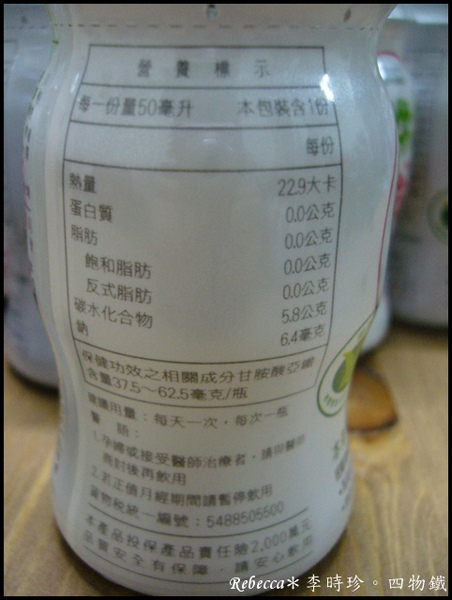 營養標示
每一份量50毫升 本包裝含1份
每份
熱量 22.9大卡
蛋白質 0.0公克
脂肪 0.0公克
飽和脂肪 0.0公克
反式脂肪 0.0公克
碳水化合物 5.8公克
鈉 6.4毫克
保健功效之相關成分甘胺酸亞鐵
含量37.5～62.5毫克/瓶
建議用量：每天一次，每次一瓶
警語：
1.孕婦或接受醫師治療者，請與醫師
商討後再飲用
2.若正值月經期間請暫停飲用
貨物稅統一編號：5488505500
本產品投保產品責任險2,000萬元
品質安全有保障，請安心飲用
Rebecca＊李時珍。四物鐵